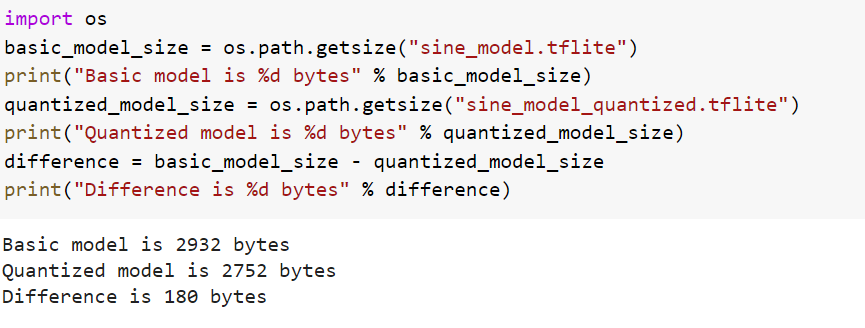 import os
basic_model_size = os.path.getsize("sine_model.tflite")
print("Basic model is %d bytes" % basic_model_size)
quantized_model_size = os.path.getsize("sine_model_quantized.tflite")
print("Quantized model is %d bytes" % quantized_model_size)
difference = basic_model_size - quantized_model_size
print("Difference is %d bytes" % difference)
Basic model is 2932 bytes
Quantized model is 2752 bytes
Difference is 180 bytes